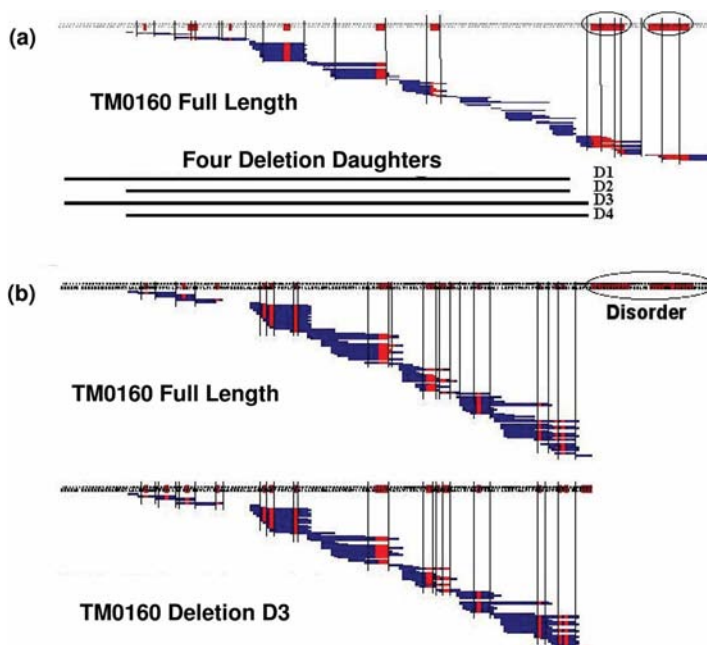 (a)
TM0160 Full Length
Four Deletion Daughters
D1
D2
D3
D4
(b)
Disorder
TM0160 Full Length
TM0160 Deletion D3